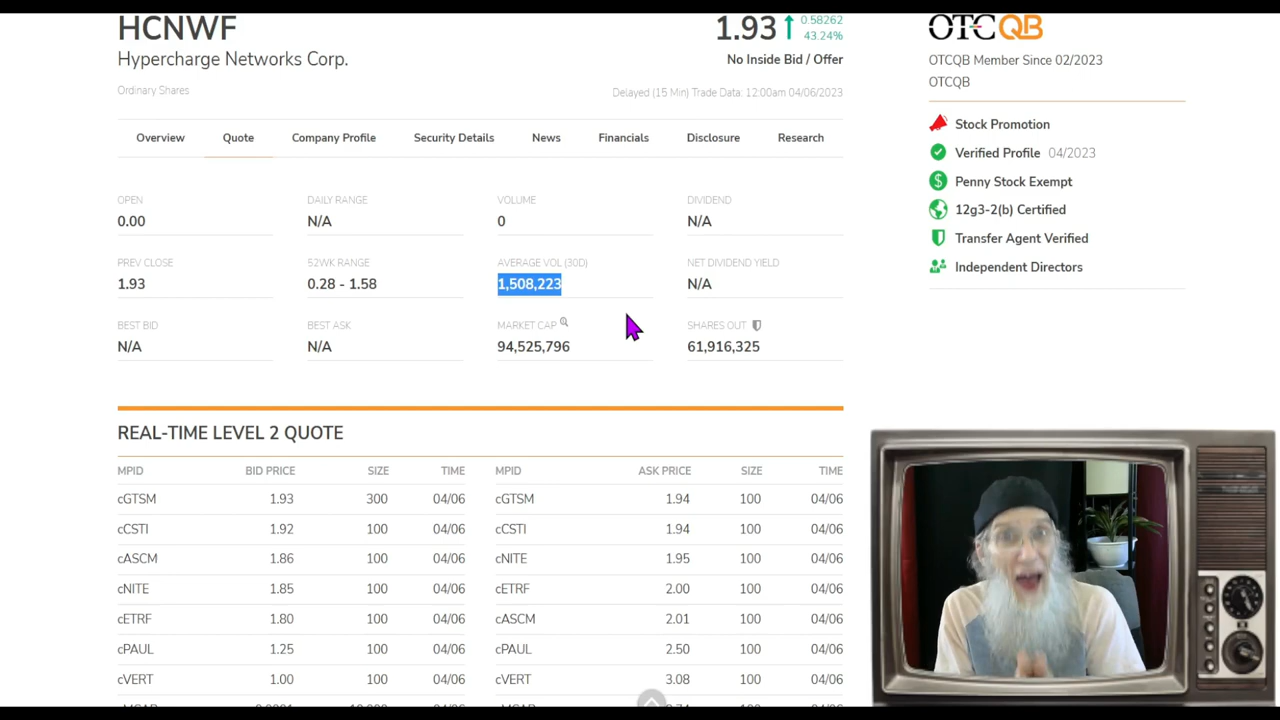 HCNWF
1.93 0.58262
43.24%
Hypercharge Networks Corp.
No Inside Bid / Offer
Ordinary Shares
Delayed (15 Min) Trade Data: 12:00am 04/06/2023
OTCQB
OTCQB Member Since 02/2023
OTCQB
Overview Quote Company Profile Security Details News Financials Disclosure Research
Stock Promotion
Verified Profile 04/2023
Penny Stock Exempt
12g3-2(b) Certified
Transfer Agent Verified
Independent Directors
OPEN DAILY RANGE VOLUME DIVIDEND
0.00 N/A 0 N/A
PREV CLOSE 52WK RANGE AVERAGE VOL (30D) NET DIVIDEND YIELD
1.93 0.28 - 1.58 1,508,223 N/A
BEST BID BEST ASK MARKET CAP SHARES OUT
N/A N/A 94,525,796 61,916,325
REAL-TIME LEVEL 2 QUOTE
MPID BID PRICE SIZE TIME MPID ASK PRICE SIZE TIME
cGTSM 1.93 300 04/06 cGTSM 1.94 100 04/06
cCSTI 1.92 100 04/06 cCSTI 1.94 100 04/06
cASCM 1.86 100 04/06 cNITE 1.95 100 04/06
cNITE 1.85 100 04/06 cETRF 2.00 100 04/06
cETRF 1.80 100 04/06 cASCM 2.01 100 04/06
cPAUL 1.25 100 04/06 cPAUL 2.50 100 04/06
cVERT 1.00 100 04/06 cVERT 3.08 100 04/06